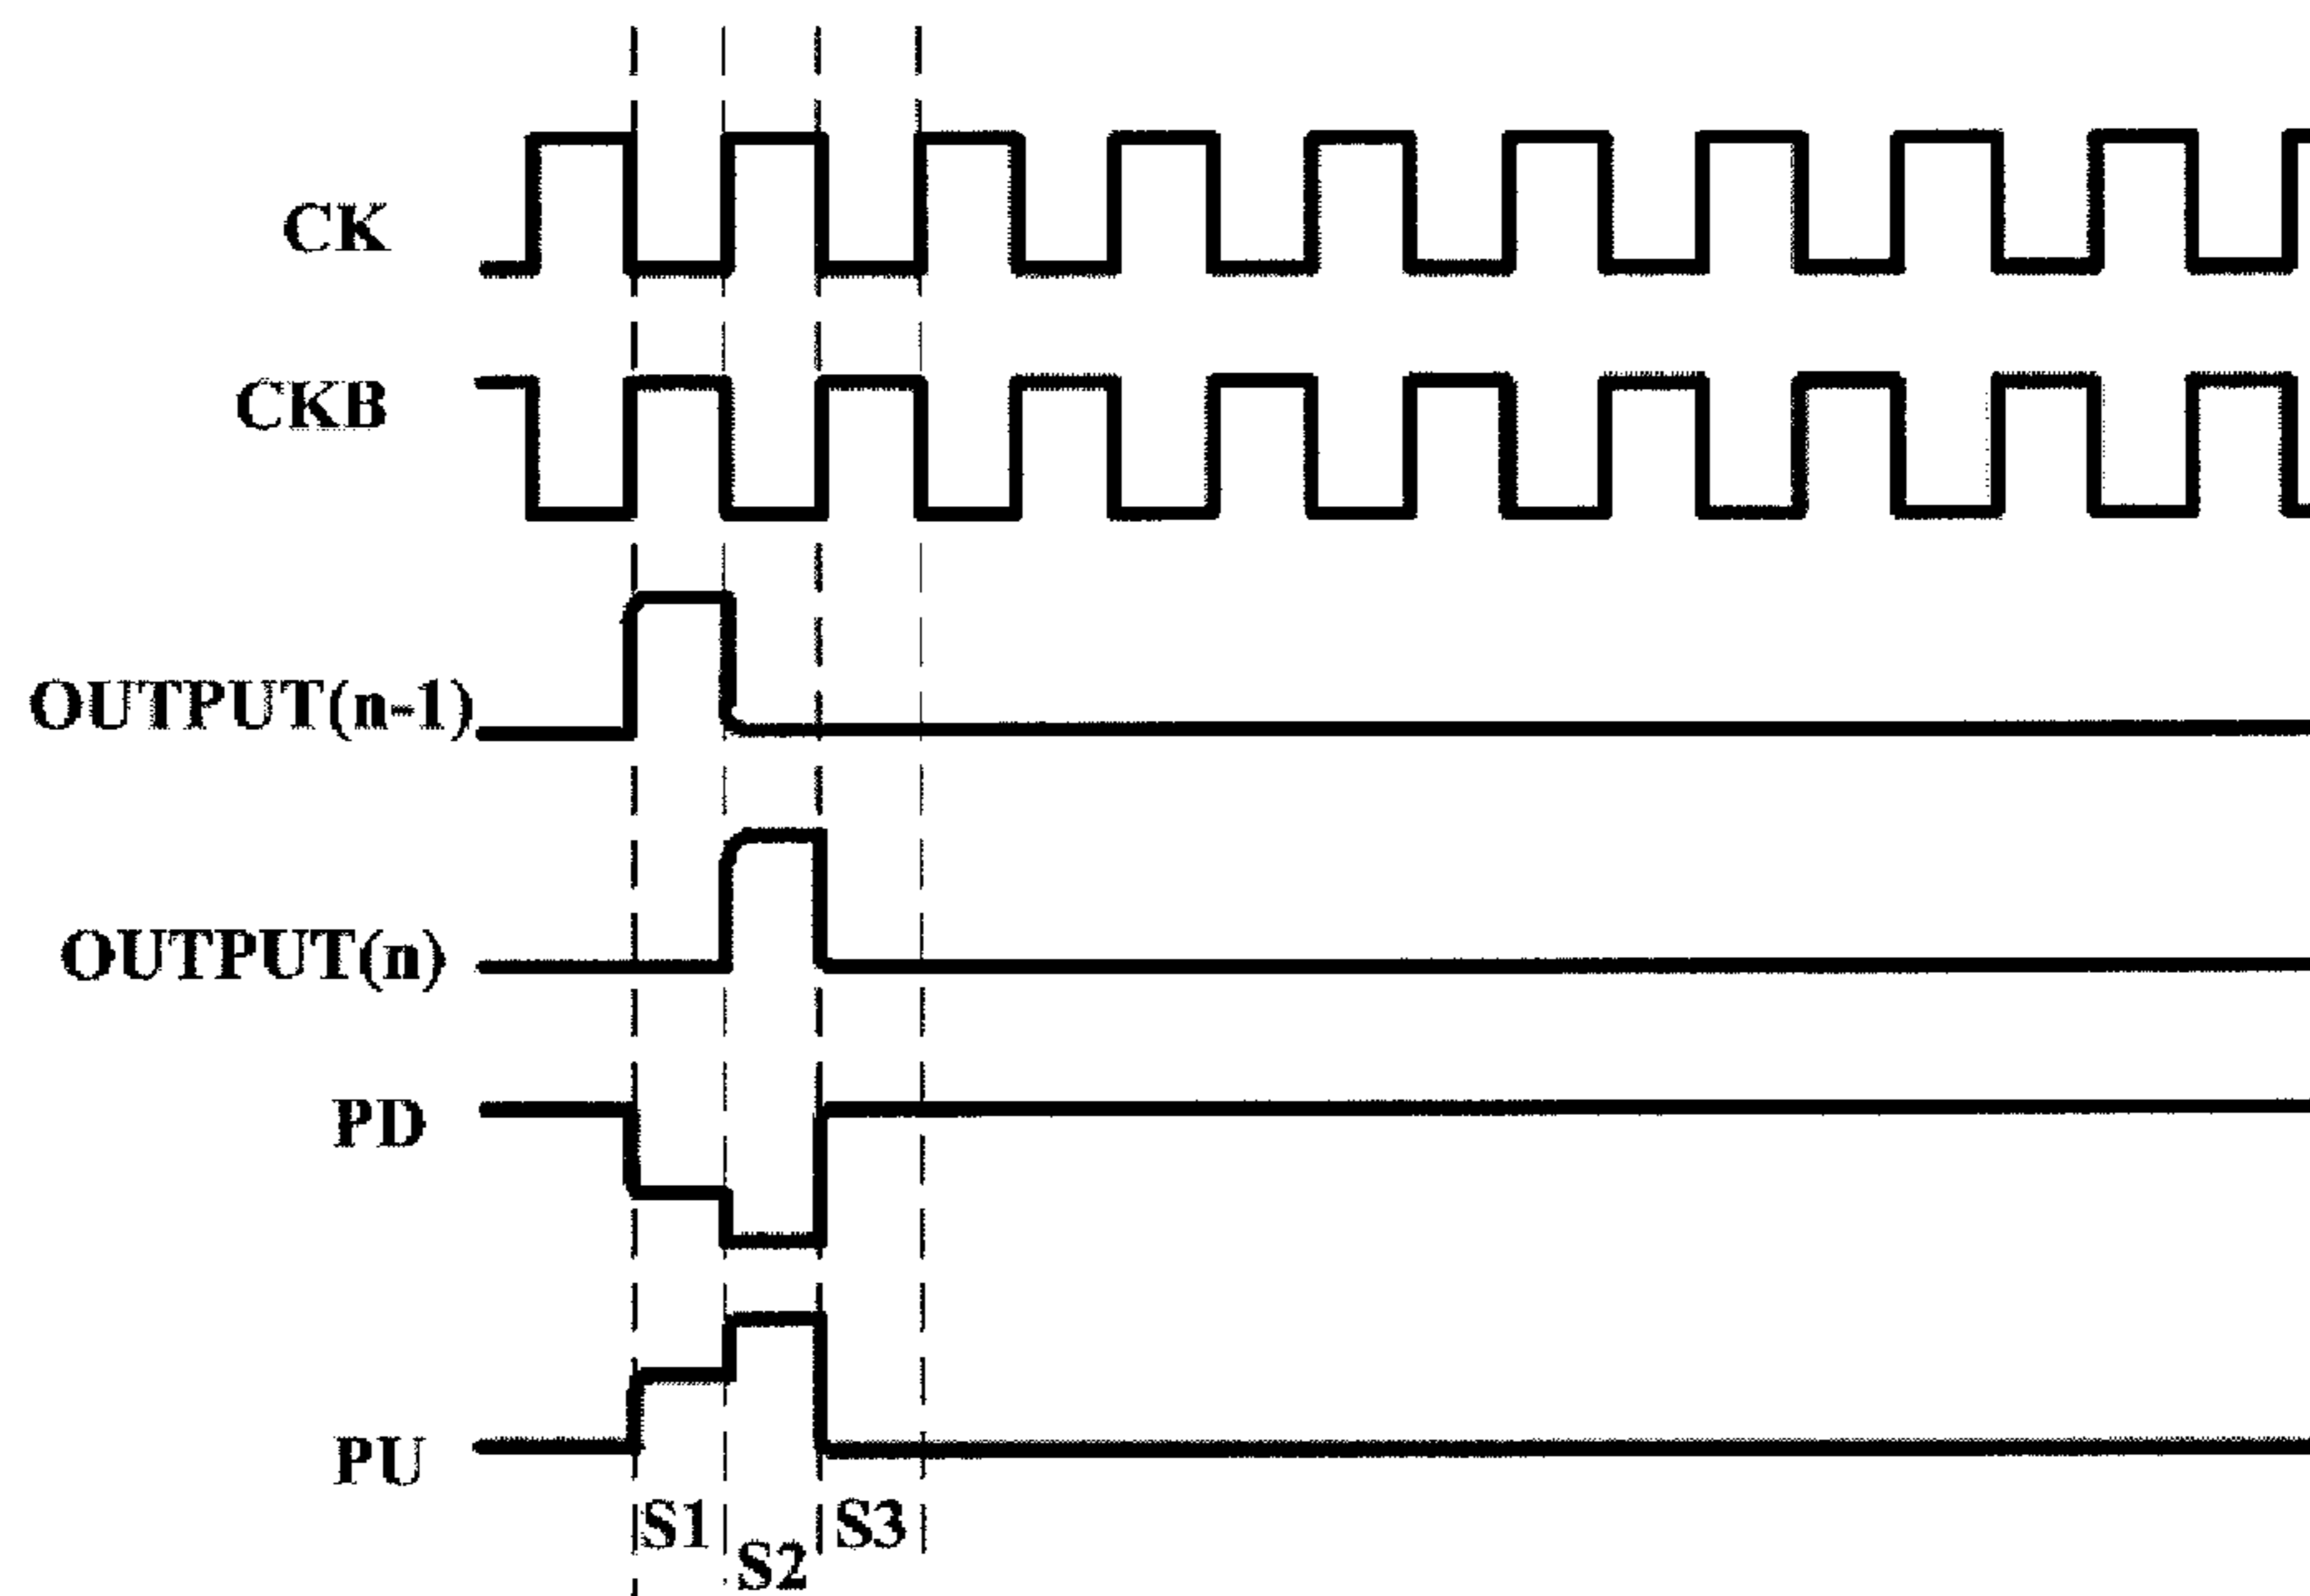 CK
CKB
OUTPUT(n-1)
OUTPUT(n)
PD
PU
S1
S2
S3